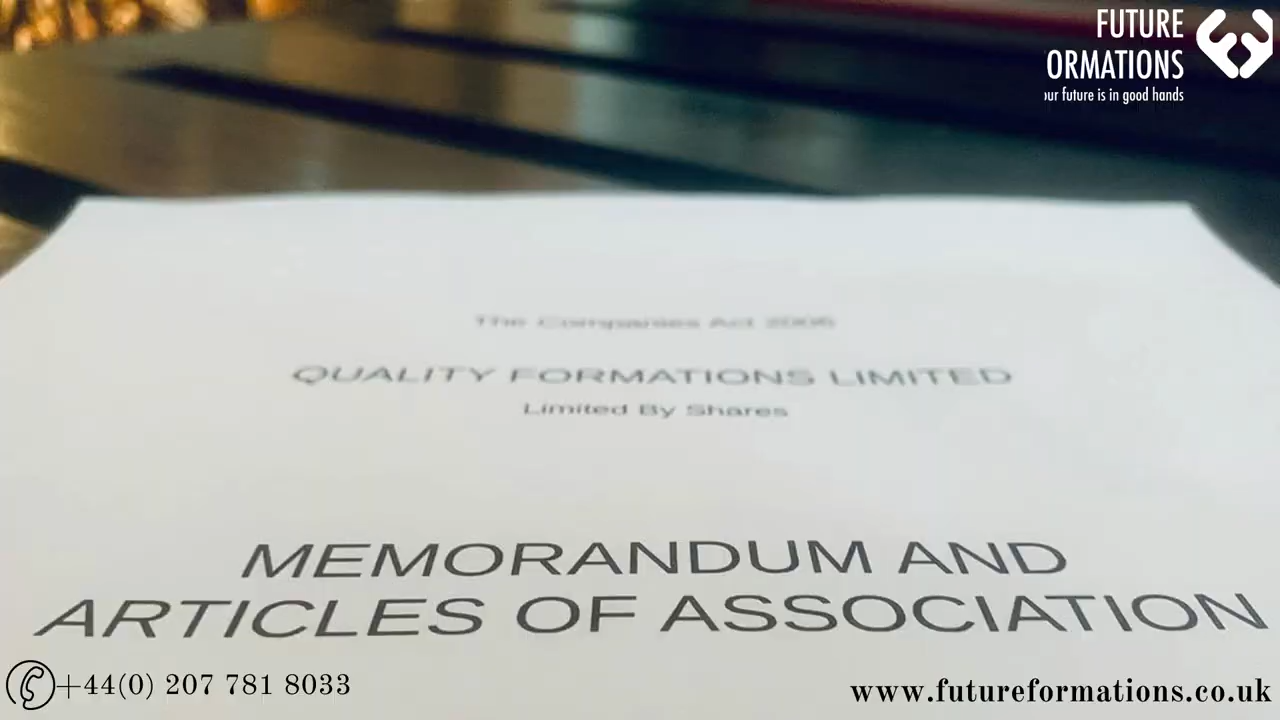 FUTURE
ORMATIONS
our future is in good hands
The Companies Act 2006
QUALITY FORMATIONS LIMITED
Limited By Shares
MEMORANDUM AND
ARTICLES OF ASSOCIATION
+44(0) 207 781 8033
www.futureformations.co.uk